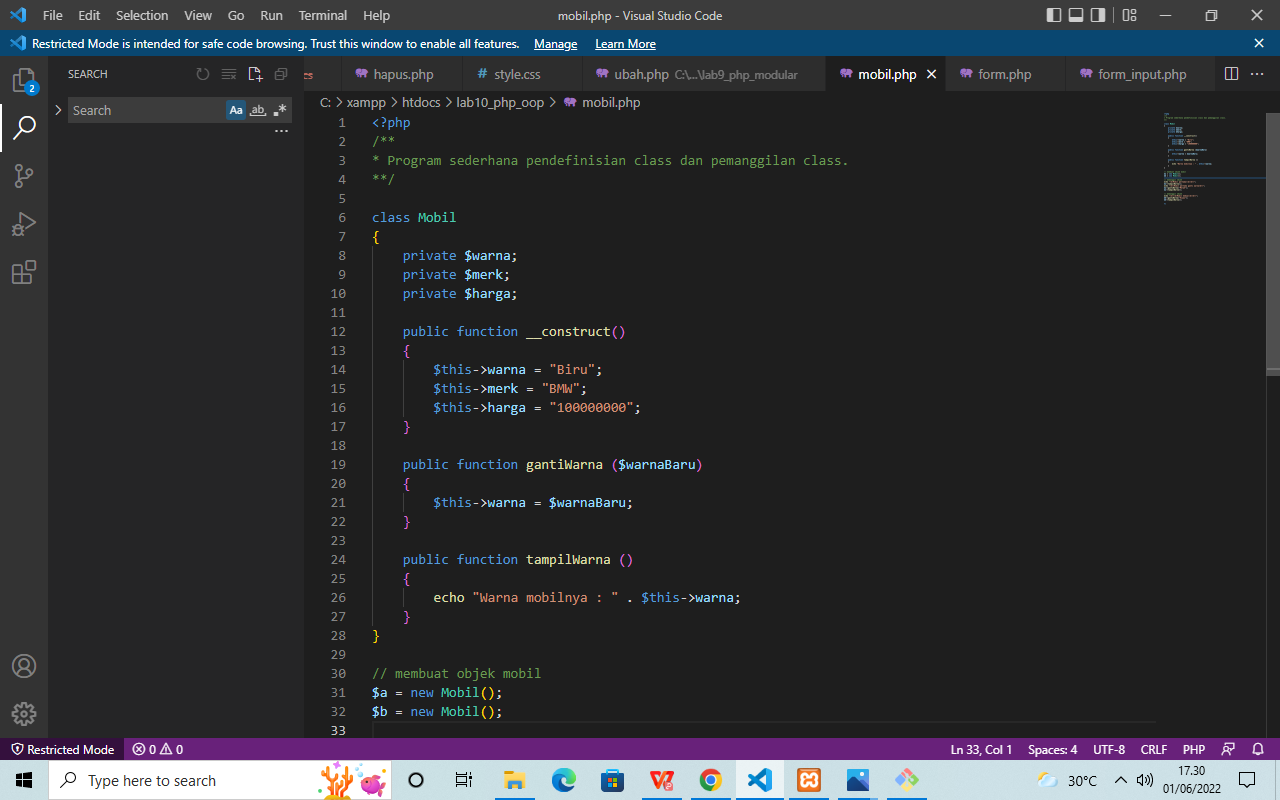 File Edit Selection View Go Run Terminal Help mobil.php - Visual Studio Code
Restricted Mode is intended for safe code browsing. Trust this window to enable all features. Manage Learn More
SEARCH
hapus.php # style.css ubah.php C:\...\lab9_php_modular mobil.php form.php form_input.php
Search Aa ab .*
2
C: > xampp > htdocs > lab10_php_oop > mobil.php
1 <?php
2 /**
3 * Program sederhana pendefinisian class dan pemanggilan class.
4 **/
5
6 class Mobil
7 {
8 private $warna;
9 private $merk;
10 private $harga;
11
12 public function __construct()
13 {
14 $this->warna = "Biru";
15 $this->merk = "BMW";
16 $this->harga = "100000000";
17 }
18
19 public function gantiWarna ($warnaBaru)
20 {
21 $this->warna = $warnaBaru;
22 }
23
24 public function tampilWarna ()
25 {
26 echo "Warna mobilnya : " . $this->warna;
27 }
28 }
29
30 // membuat objek mobil
31 $a = new Mobil();
32 $b = new Mobil();
33
Restricted Mode 0 0 Ln 33, Col 1 Spaces: 4 UTF-8 CRLF PHP
Type here to search 30°C 17.30
01/06/2022